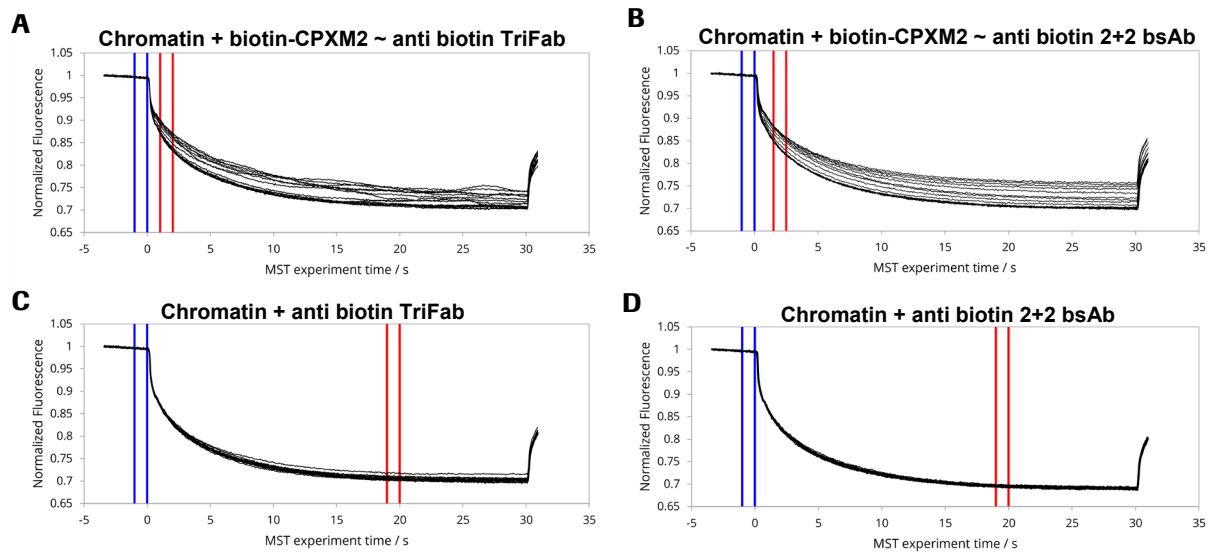 A
Chromatin + biotin-CPXM2 ~ anti biotin TriFab
1.05
1
0.95
0.9
0.85
0.8
0.75
0.7
0.65
Normalized Fluorescence
-5 0 5 10 15 20 25 30 35
MST experiment time / s
B
Chromatin + biotin-CPXM2 ~ anti biotin 2+2 bsAb
1.05
1
0.95
0.9
0.85
0.8
0.75
0.7
0.65
Normalized Fluorescence
-5 0 5 10 15 20 25 30 35
MST experiment time / s
C
Chromatin + anti biotin TriFab
1.05
1
0.95
0.9
0.85
0.8
0.75
0.7
0.65
Normalized Fluorescence
-5 0 5 10 15 20 25 30 35
MST experiment time / s
D
Chromatin + anti biotin 2+2 bsAb
1.05
1
0.95
0.9
0.85
0.8
0.75
0.7
0.65
Normalized Fluorescence
-5 0 5 10 15 20 25 30 35
MST experiment time / s